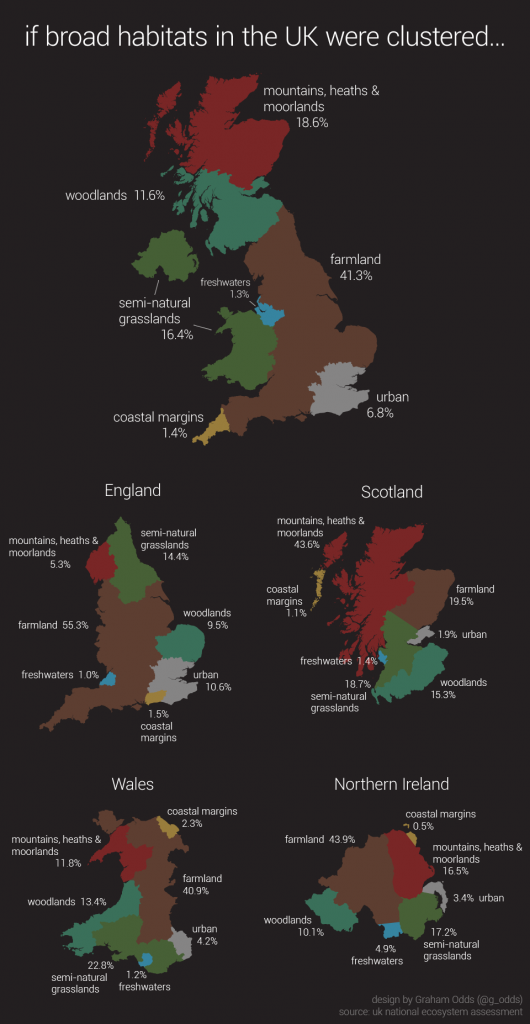 if broad habitats in the UK were clustered...
mountains, heaths &
moorlands
18.6%
woodlands 11.6%
farmland
41.3%
freshwaters
1.3%
semi-natural
grasslands
16.4%
urban
6.8%
coastal margins
1.4%
England
mountains, heaths &
moorlands
5.3%
semi-natural
grasslands
14.4%
farmland 55.3%
woodlands
9.5%
freshwaters 1.0%
urban
10.6%
1.5%
coastal
margins
Scotland
mountains, heaths &
moorlands
43.6%
coastal
margins
1.1%
farmland
19.5%
1.9% urban
freshwaters 1.4%
18.7%
semi-natural
grasslands
woodlands
15.3%
Wales
coastal margins
2.3%
mountains, heaths &
moorlands
11.8%
farmland
40.9%
woodlands 13.4%
urban
4.2%
22.8%
semi-natural
grasslands
1.2%
freshwaters
Northern Ireland
coastal margins
0.5%
farmland 43.9%
mountains, heaths &
moorlands
16.5%
3.4% urban
woodlands
10.1%
17.2%
semi-natural
grasslands
4.9%
freshwaters
design by Graham Odds (@g_odds)
source: uk national ecosystem assessment